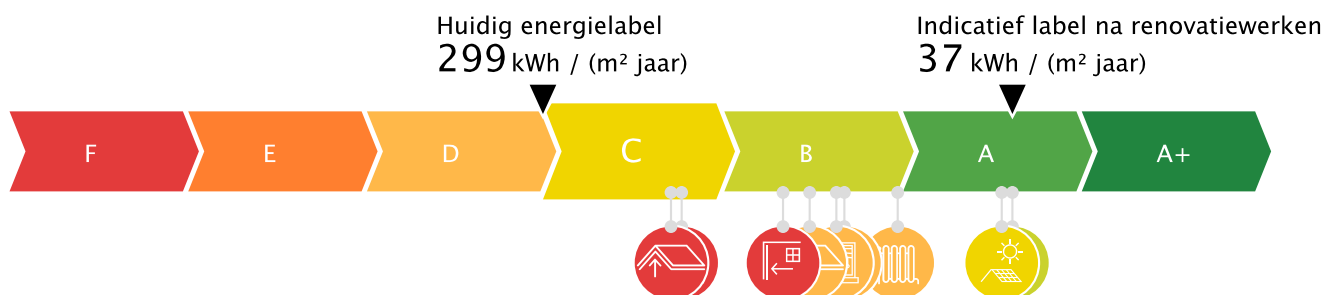 Huidig energielabel
299 kWh / (m² jaar)
Indicatief label na renovatiewerken
37 kWh / (m² jaar)
F E D C B A A+